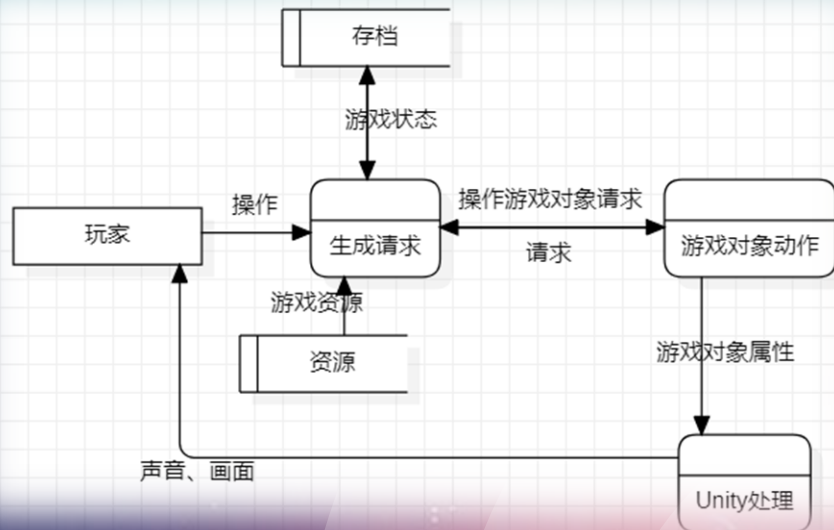 存档
游戏状态
操作
操作游戏对象请求
玩家
生成请求
请求
游戏对象动作
游戏资源
资源
游戏对象属性
声音、画面
Unity处理